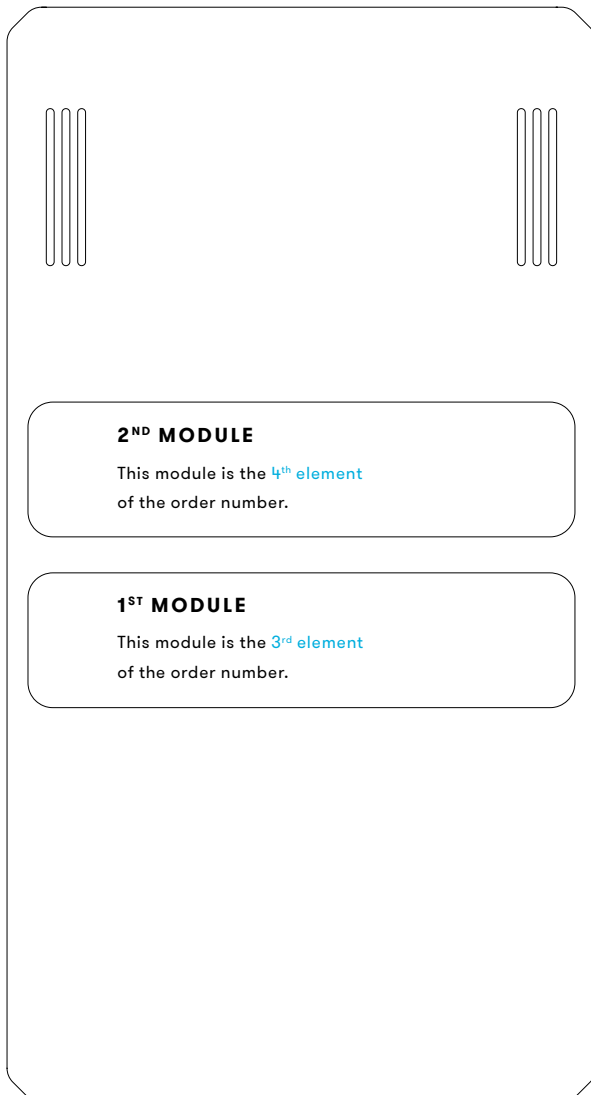 2ND MODULE
This module is the 4th element
of the order number.
1ST MODULE
This module is the 3rd element
of the order number.